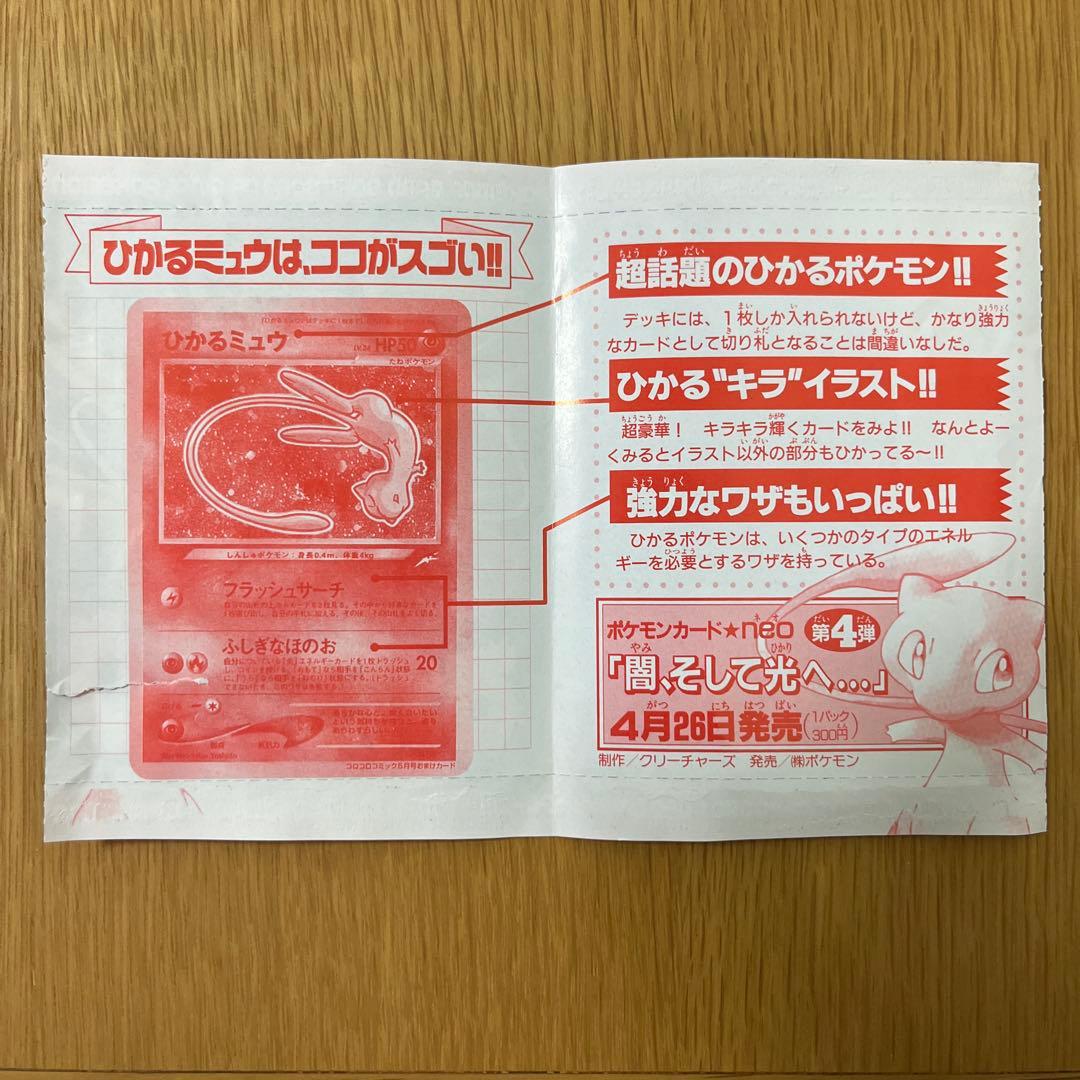 ひかるミュウは、ココがスゴい!!
ひかるミュウ
LV.24 HP50
たねポケモン
しんしゅポケモン：身長0.4m、体重4kg
フラッシュサーチ
ふしぎなほのお
20
コロコロコミック5月号おまけカード
超話題のひかるポケモン!!
デッキには、1枚しか入れられないけど、かなり強力
なカードとして切り札となることは間違いなしだ。
ひかる"キラ"イラスト!!
超豪華！ キラキラ輝くカードをみよ!! なんとよー
くみるとイラスト以外の部分もひかってる〜!!
強力なワザもいっぱい!!
ひかるポケモンは、いくつかのタイプのエネル
ギーを必要とするワザを持っている。
ポケモンカード★neo 第4弾
「闇、そして光へ…」
4月26日発売（1パック300円）
制作／クリーチャーズ 発売／㈱ポケモン